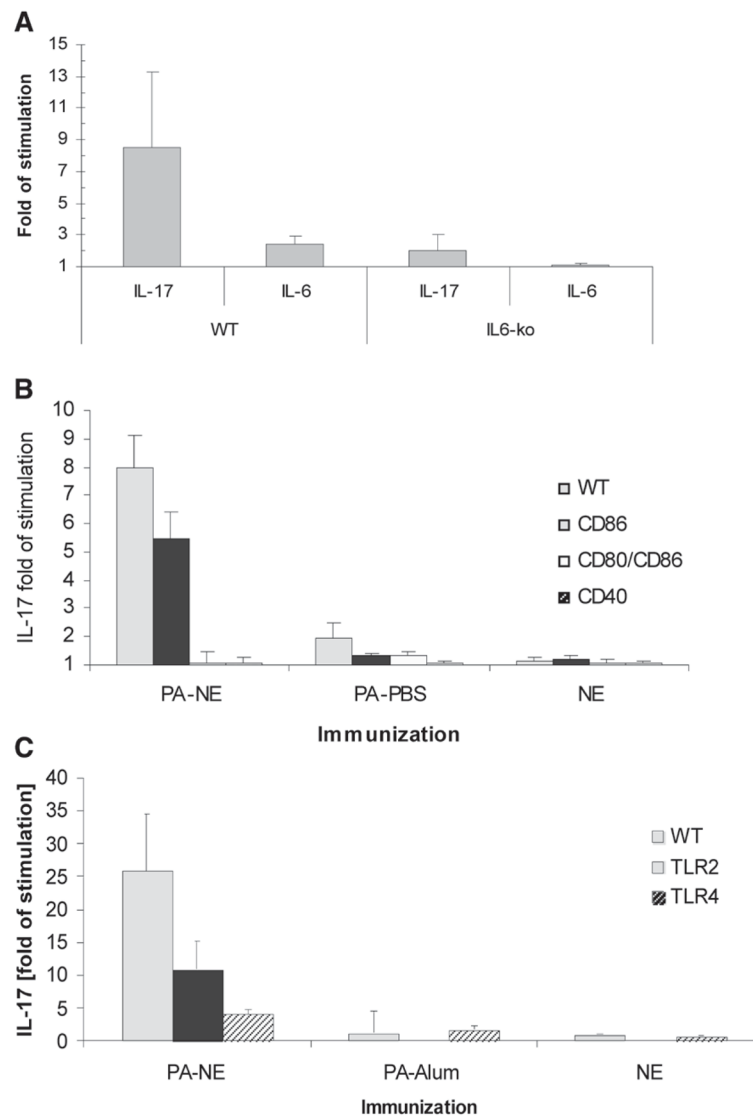 A
Fold of stimulation
15
13
11
9
7
5
3
1
IL-17 IL-6 IL-17 IL-6
WT IL6-ko
B
IL-17 fold of stimulation
10
9
8
7
6
5
4
3
2
1
WT
CD86
CD80/CD86
CD40
PA-NE PA-PBS NE
Immunization
C
IL-17 [fold of stimulation]
40
35
30
25
20
15
10
5
0
WT
TLR2
TLR4
PA-NE PA-Alum NE
Immunization